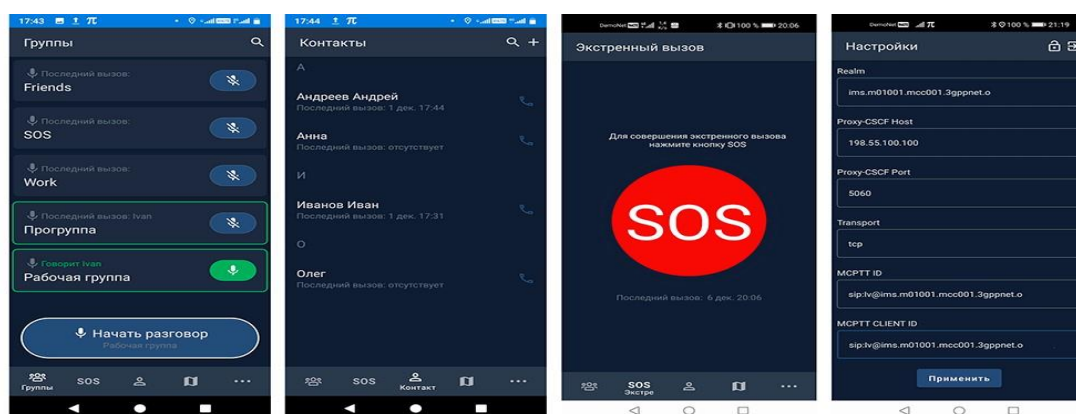 17:43
Группы
Последний вызов:
Friends
Последний вызов:
SOS
Последний вызов:
Work
Последний вызов: Ivan
Прогруппа
Говорит Ivan
Рабочая группа
Начать разговор
Рабочая группа
Группы
SOS
17:44
Контакты
А
Андреев Андрей
Последний вызов: 1 дек. 17:44
Анна
Последний вызов: отсутствует
И
Иванов Иван
Последний вызов: 1 дек. 17:31
О
Олег
Последний вызов: отсутствует
SOS
Контакт
DemoNet
100 % 20:06
Экстренный вызов
Для совершения экстренного вызова
нажмите кнопку SOS
SOS
Последний вызов: 6 дек. 20:06
SOS
Экстре
DemoNet
100 % 21:19
Настройки
Realm
ims.m01001.mcc001.3gppnet.o
Proxy-CSCF Host
198.55.100.100
Proxy-CSCF Port
5060
Transport
tcp
MCPTT ID
sip:Iv@ims.m01001.mcc001.3gppnet.o
MCPTT CLIENT ID
sip:Iv@ims.m01001.mcc001.3gppnet.o
Применить